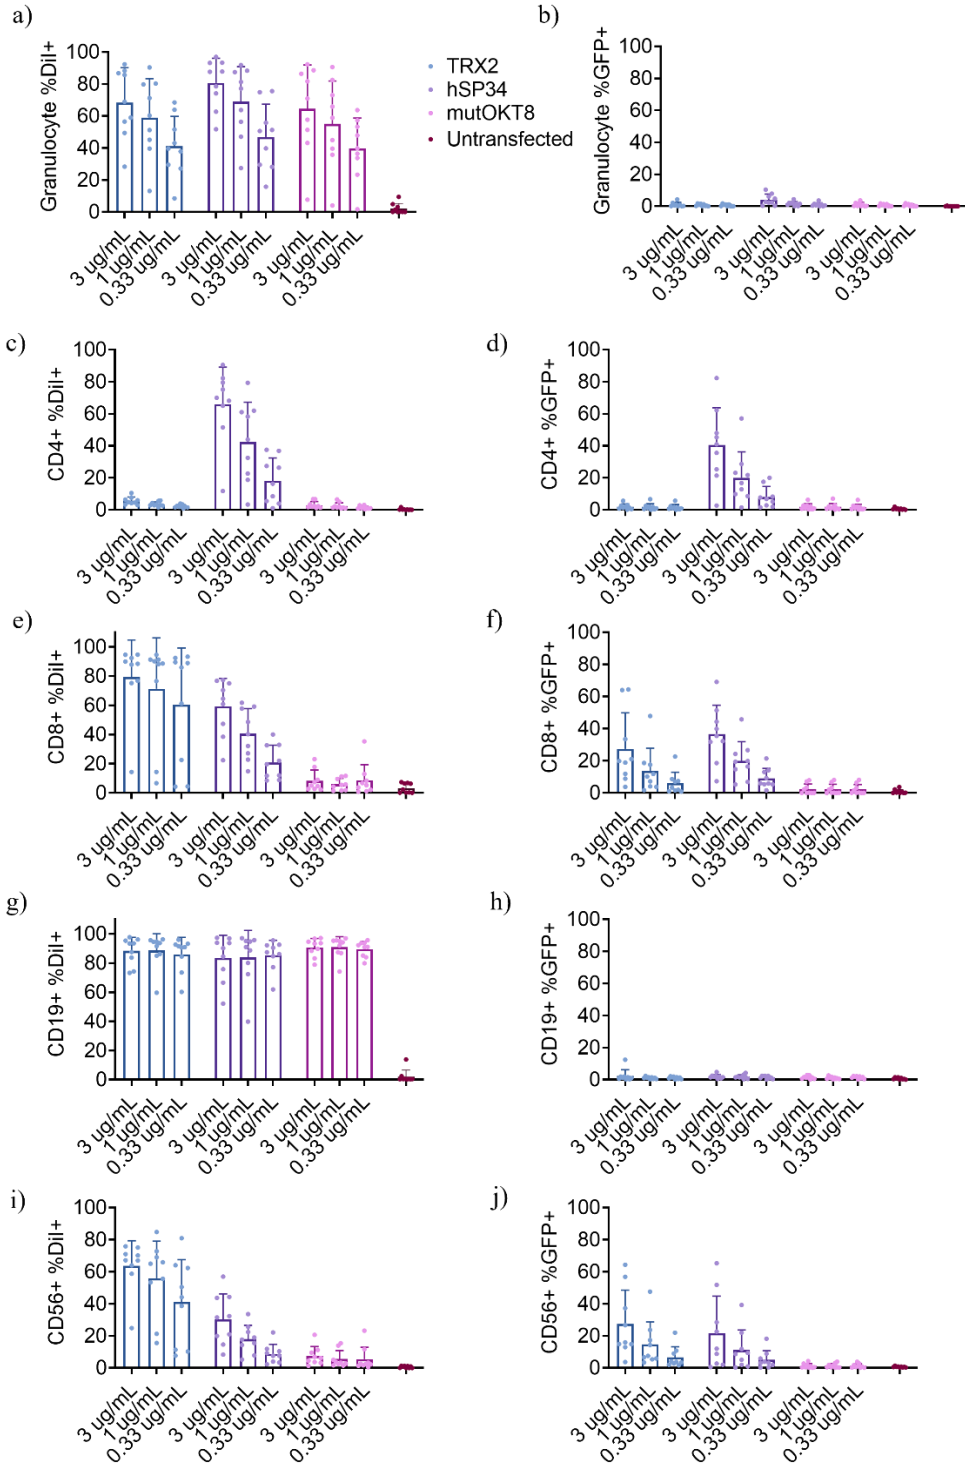 a)
Granulocyte %DiI+
100
80
60
40
20
0
3 ug/mL
1 ug/mL
0.33 ug/mL
3 ug/mL
1 ug/mL
0.33 ug/mL
3 ug/mL
1 ug/mL
0.33 ug/mL
TRX2
hSP34
mutOKT8
Untransfected
b)
Granulocyte %GFP+
100
80
60
40
20
0
3 ug/mL
1 ug/mL
0.33 ug/mL
3 ug/mL
1 ug/mL
0.33 ug/mL
3 ug/mL
1 ug/mL
0.33 ug/mL
c)
CD4+ %DiI+
100
80
60
40
20
0
3 ug/mL
1 ug/mL
0.33 ug/mL
3 ug/mL
1 ug/mL
0.33 ug/mL
3 ug/mL
1 ug/mL
0.33 ug/mL
d)
CD4+ %GFP+
100
80
60
40
20
0
3 ug/mL
1 ug/mL
0.33 ug/mL
3 ug/mL
1 ug/mL
0.33 ug/mL
3 ug/mL
1 ug/mL
0.33 ug/mL
e)
CD8+ %DiI+
100
80
60
40
20
0
3 ug/mL
1 ug/mL
0.33 ug/mL
3 ug/mL
1 ug/mL
0.33 ug/mL
3 ug/mL
1 ug/mL
0.33 ug/mL
f)
CD8+ %GFP+
100
80
60
40
20
0
3 ug/mL
1 ug/mL
0.33 ug/mL
3 ug/mL
1 ug/mL
0.33 ug/mL
3 ug/mL
1 ug/mL
0.33 ug/mL
g)
CD19+ %DiI+
100
80
60
40
20
0
3 ug/mL
1 ug/mL
0.33 ug/mL
3 ug/mL
1 ug/mL
0.33 ug/mL
3 ug/mL
1 ug/mL
0.33 ug/mL
h)
CD19+ %GFP+
100
80
60
40
20
0
3 ug/mL
1 ug/mL
0.33 ug/mL
3 ug/mL
1 ug/mL
0.33 ug/mL
3 ug/mL
1 ug/mL
0.33 ug/mL
i)
CD56+ %DiI+
100
80
60
40
20
0
3 ug/mL
1 ug/mL
0.33 ug/mL
3 ug/mL
1 ug/mL
0.33 ug/mL
3 ug/mL
1 ug/mL
0.33 ug/mL
j)
CD56+ %GFP+
100
80
60
40
20
0
3 ug/mL
1 ug/mL
0.33 ug/mL
3 ug/mL
1 ug/mL
0.33 ug/mL
3 ug/mL
1 ug/mL
0.33 ug/mL